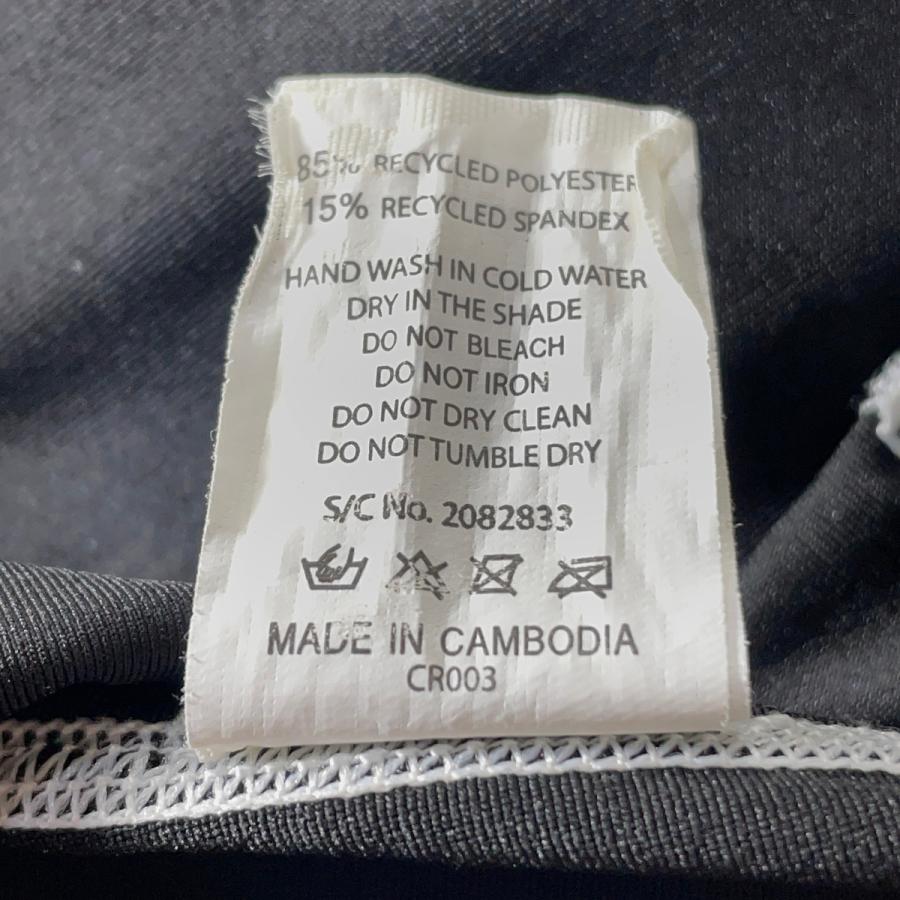 85% RECYCLED POLYESTER
15% RECYCLED SPANDEX
HAND WASH IN COLD WATER
DRY IN THE SHADE
DO NOT BLEACH
DO NOT IRON
DO NOT DRY CLEAN
DO NOT TUMBLE DRY
S/C No. 2082833
MADE IN CAMBODIA
CR003